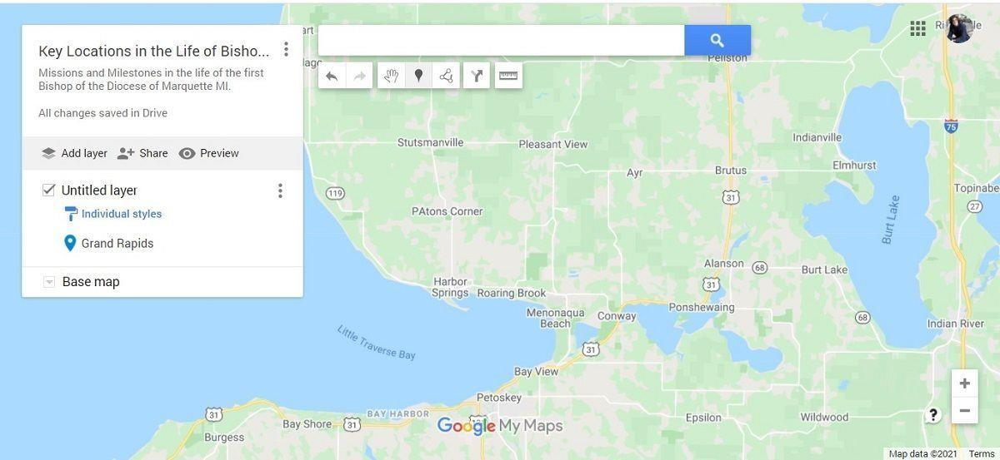 Key Locations in the Life of Bisho...
Missions and Milestones in the life of the first
Bishop of the Diocese of Marquette MI.
All changes saved in Drive
Add layer
Share
Preview
Untitled layer
Individual styles
Grand Rapids
Base map
Pellston
75
Stutsmanville
Pleasant View
Indianville
Elmhurst
Ayr
Brutus
Topinabe
119
31
27
PAtons Corner
Burt Lake
Alanson
68
Burt Lake
Harbor
Springs
Roaring Brook
31
Ponshewaing
Menonaqua
Beach
Conway
68
Indian River
Little Traverse Bay
31
Bay View
Petoskey
31
BAY HARBOR
Bay Shore
31
Burgess
Google My Maps
Epsilon
Wildwood
?
Map data ©2021
Terms